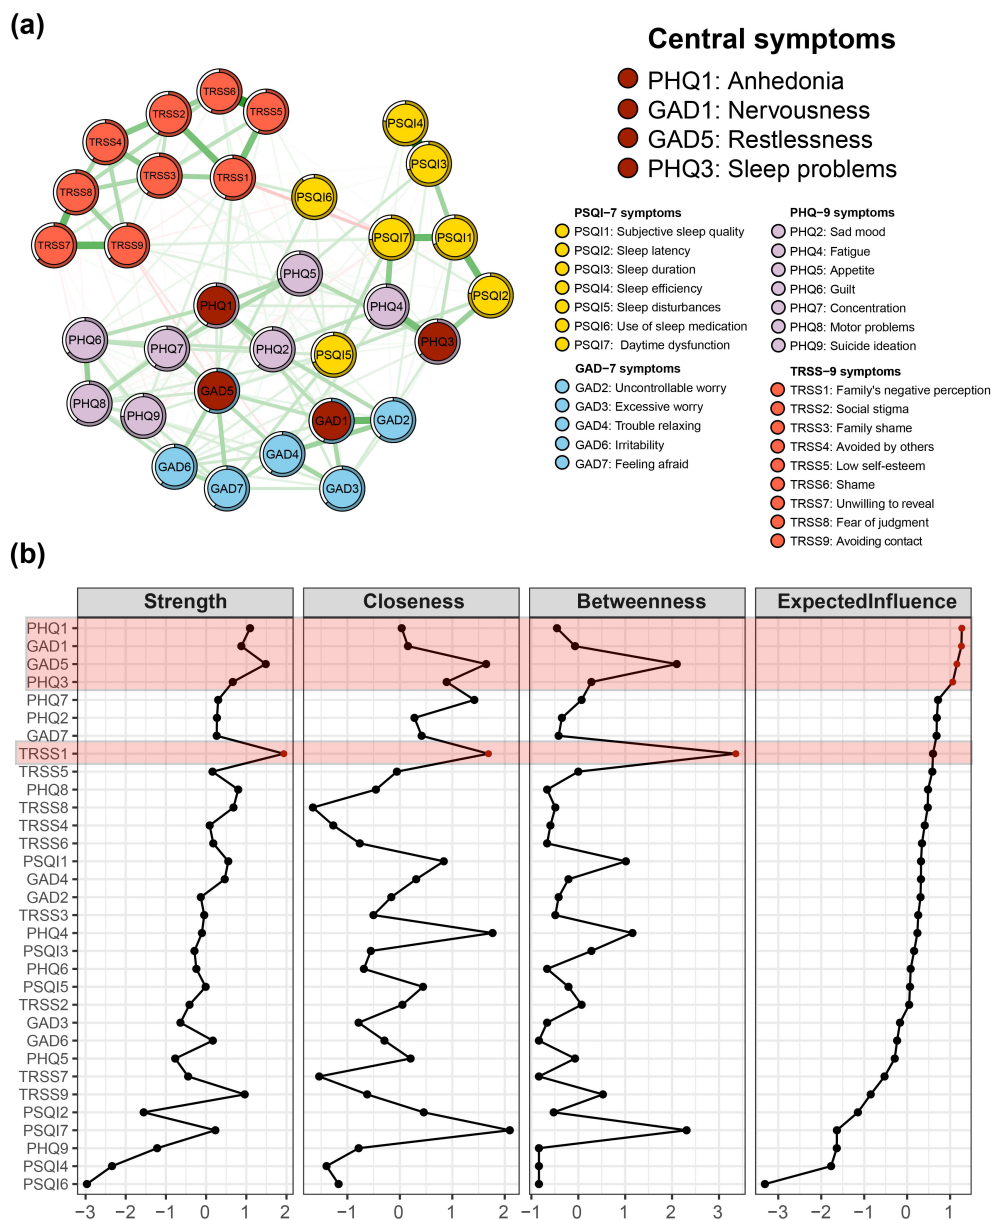 (a)
Central symptoms
PHQ1: Anhedonia
GAD1: Nervousness
GAD5: Restlessness
PHQ3: Sleep problems
TRSS6
TRSS2
TRSS5
TRSS4
TRSS3
TRSS1
TRSS8
TRSS7
TRSS9
PSQI4
PSQI3
PSQI6
PSQI7
PSQI1
PSQI2
PHQ5
PHQ1
PHQ4
PHQ3
PHQ6
PHQ7
PHQ2
PSQI5
PHQ8
PHQ9
GAD5
GAD1
GAD2
GAD6
GAD4
GAD7
GAD3
PSQI−7 symptoms
PSQI1: Subjective sleep quality
PSQI2: Sleep latency
PSQI3: Sleep duration
PSQI4: Sleep efficiency
PSQI5: Sleep disturbances
PSQI6: Use of sleep medication
PSQI7: Daytime dysfunction
GAD−7 symptoms
GAD2: Uncontrollable worry
GAD3: Excessive worry
GAD4: Trouble relaxing
GAD6: Irritability
GAD7: Feeling afraid
PHQ−9 symptoms
PHQ2: Sad mood
PHQ4: Fatigue
PHQ5: Appetite
PHQ6: Guilt
PHQ7: Concentration
PHQ8: Motor problems
PHQ9: Suicide ideation
TRSS−9 symptoms
TRSS1: Family's negative perception
TRSS2: Social stigma
TRSS3: Family shame
TRSS4: Avoided by others
TRSS5: Low self-esteem
TRSS6: Shame
TRSS7: Unwilling to reveal
TRSS8: Fear of judgment
TRSS9: Avoiding contact
(b)
Strength Closeness Betweenness ExpectedInfluence
PHQ1
GAD1
GAD5
PHQ3
PHQ7
PHQ2
GAD7
TRSS1
TRSS5
PHQ8
TRSS8
TRSS4
TRSS6
PSQI1
GAD4
GAD2
TRSS3
PHQ4
PSQI3
PHQ6
PSQI5
TRSS2
GAD3
GAD6
PHQ5
TRSS7
TRSS9
PSQI2
PSQI7
PHQ9
PSQI4
PSQI6
−3 −2 −1 0 1 2 −1 0 1 2 −1 0 1 2 3 −3 −2 −1 0 1